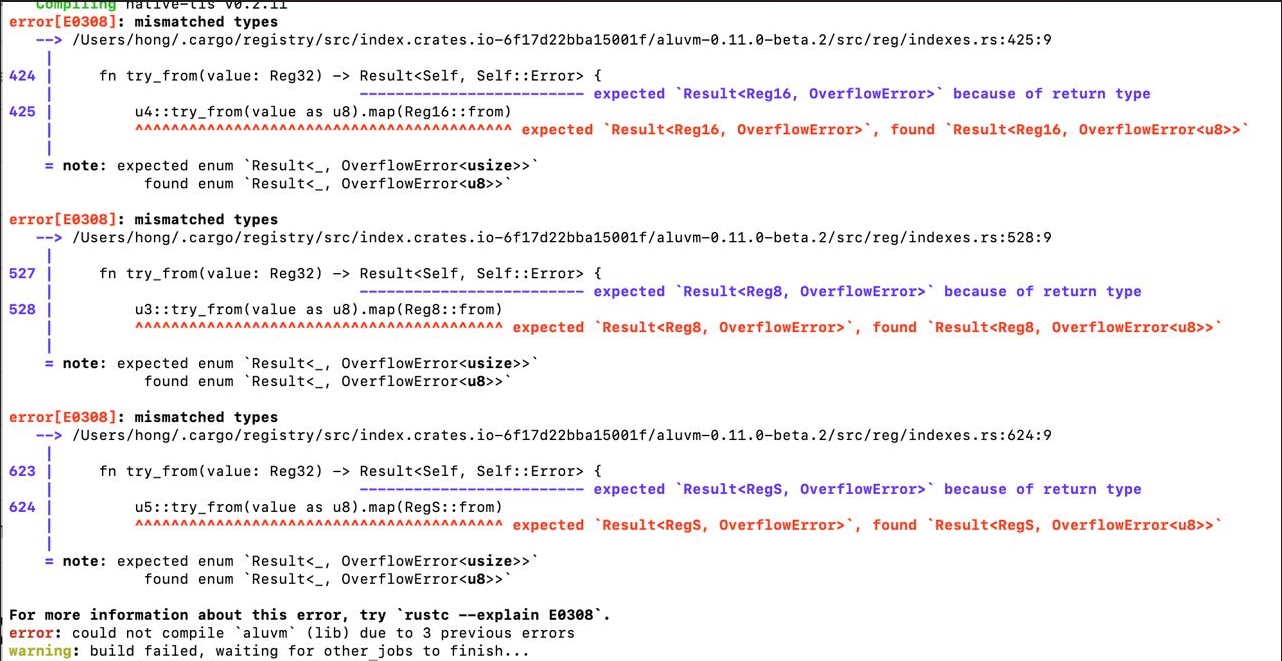 Compiling native-tls v0.2.11
error[E0308]: mismatched types
--> /Users/hong/.cargo/registry/src/index.crates.io-6f17d22bba15001f/aluvm-0.11.0-beta.2/src/reg/indexes.rs:425:9
|
424 | fn try_from(value: Reg32) -> Result<Self, Self::Error> {
| ------------------------- expected `Result<Reg16, OverflowError>` because of return type
425 | u4::try_from(value as u8).map(Reg16::from)
| ^^^^^^^^^^^^^^^^^^^^^^^^^^^^^^^^^^^^^^^^^^ expected `Result<Reg16, OverflowError>`, found `Result<Reg16, OverflowError<u8>>`
|
= note: expected enum `Result<_, OverflowError<usize>>`
found enum `Result<_, OverflowError<u8>>`
error[E0308]: mismatched types
--> /Users/hong/.cargo/registry/src/index.crates.io-6f17d22bba15001f/aluvm-0.11.0-beta.2/src/reg/indexes.rs:528:9
|
527 | fn try_from(value: Reg32) -> Result<Self, Self::Error> {
| ------------------------- expected `Result<Reg8, OverflowError>` because of return type
528 | u3::try_from(value as u8).map(Reg8::from)
| ^^^^^^^^^^^^^^^^^^^^^^^^^^^^^^^^^^^^^^^^^ expected `Result<Reg8, OverflowError>`, found `Result<Reg8, OverflowError<u8>>`
|
= note: expected enum `Result<_, OverflowError<usize>>`
found enum `Result<_, OverflowError<u8>>`
error[E0308]: mismatched types
--> /Users/hong/.cargo/registry/src/index.crates.io-6f17d22bba15001f/aluvm-0.11.0-beta.2/src/reg/indexes.rs:624:9
|
623 | fn try_from(value: Reg32) -> Result<Self, Self::Error> {
| ------------------------- expected `Result<RegS, OverflowError>` because of return type
624 | u5::try_from(value as u8).map(RegS::from)
| ^^^^^^^^^^^^^^^^^^^^^^^^^^^^^^^^^^^^^^^^^ expected `Result<RegS, OverflowError>`, found `Result<RegS, OverflowError<u8>>`
|
= note: expected enum `Result<_, OverflowError<usize>>`
found enum `Result<_, OverflowError<u8>>`
For more information about this error, try `rustc --explain E0308`.
error: could not compile `aluvm` (lib) due to 3 previous errors
warning: build failed, waiting for other jobs to finish...